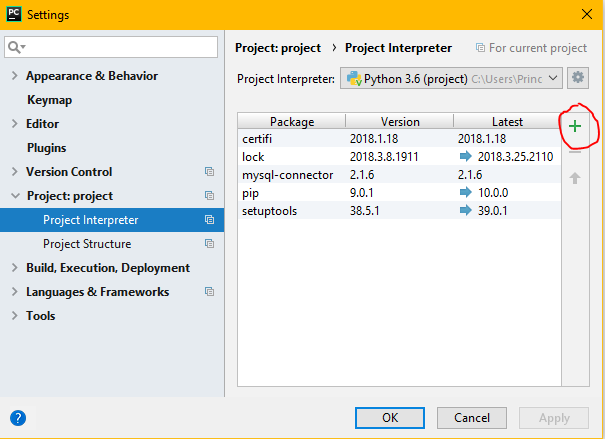 PC Settings
Project: project › Project Interpreter For current project
Appearance & Behavior
Keymap
Editor
Plugins
Version Control
Project: project
Project Interpreter
Project Structure
Build, Execution, Deployment
Languages & Frameworks
Tools
Project Interpreter: Python 3.6 (project) C:\Users\Princ
Package Version Latest
certifi 2018.1.18 2018.1.18
lock 2018.3.8.1911 2018.3.25.2110
mysql-connector 2.1.6 2.1.6
pip 9.0.1 10.0.0
setuptools 38.5.1 39.0.1
? OK Cancel Apply